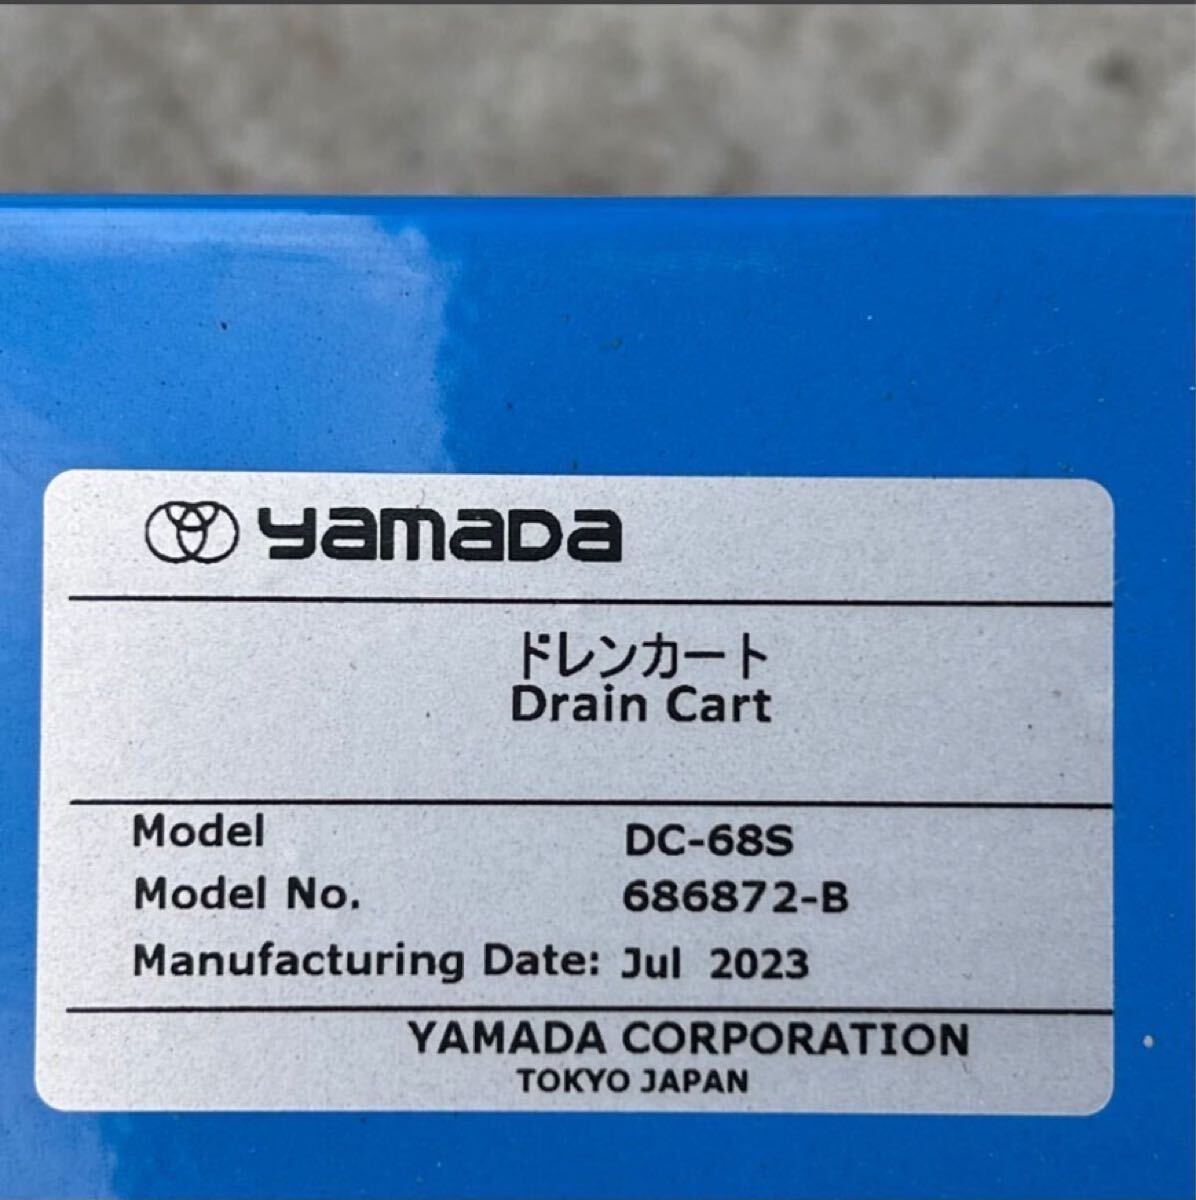 yamada
ドレンカート
Drain Cart
Model DC-68S
Model No. 686872-B
Manufacturing Date: Jul 2023
YAMADA CORPORATION
TOKYO JAPAN